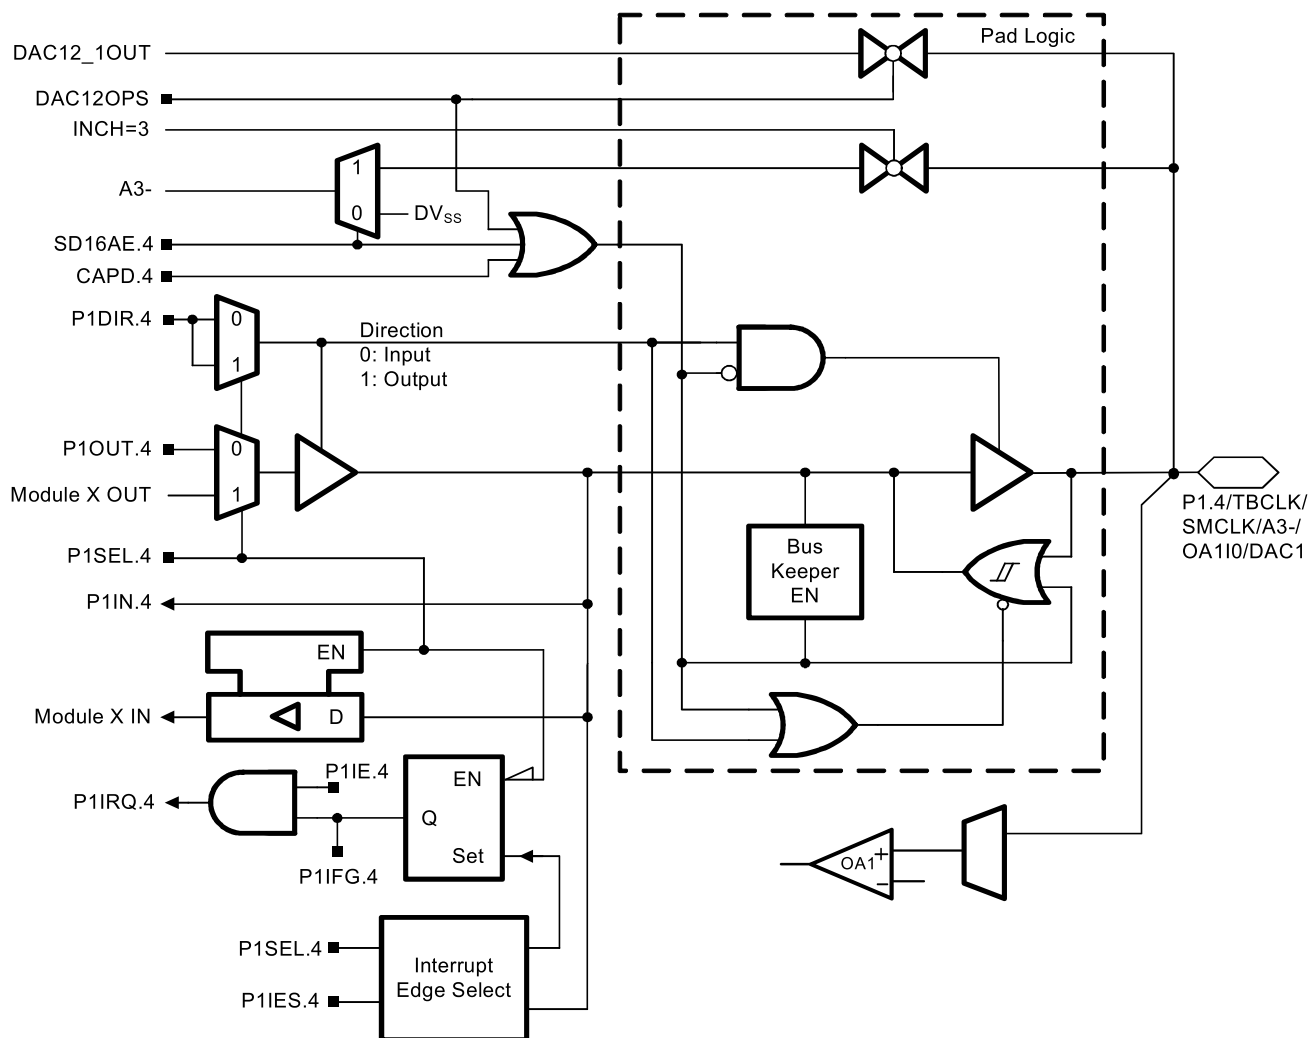 Pad Logic
DAC12_1OUT
DAC12OPS
INCH=3
1
A3-
0
DVSS
SD16AE.4
CAPD.4
P1DIR.4
0
1
Direction
0: Input
1: Output
P1OUT.4
0
Module X OUT
1
P1.4/TBCLK/
SMCLK/A3-/
OA1I0/DAC1
P1SEL.4
Bus
Keeper
EN
P1IN.4
EN
Module X IN
D
P1IE.4
EN
P1IRQ.4
Q
Set
P1IFG.4
OA1
+
−
P1SEL.4
Interrupt
Edge Select
P1IES.4